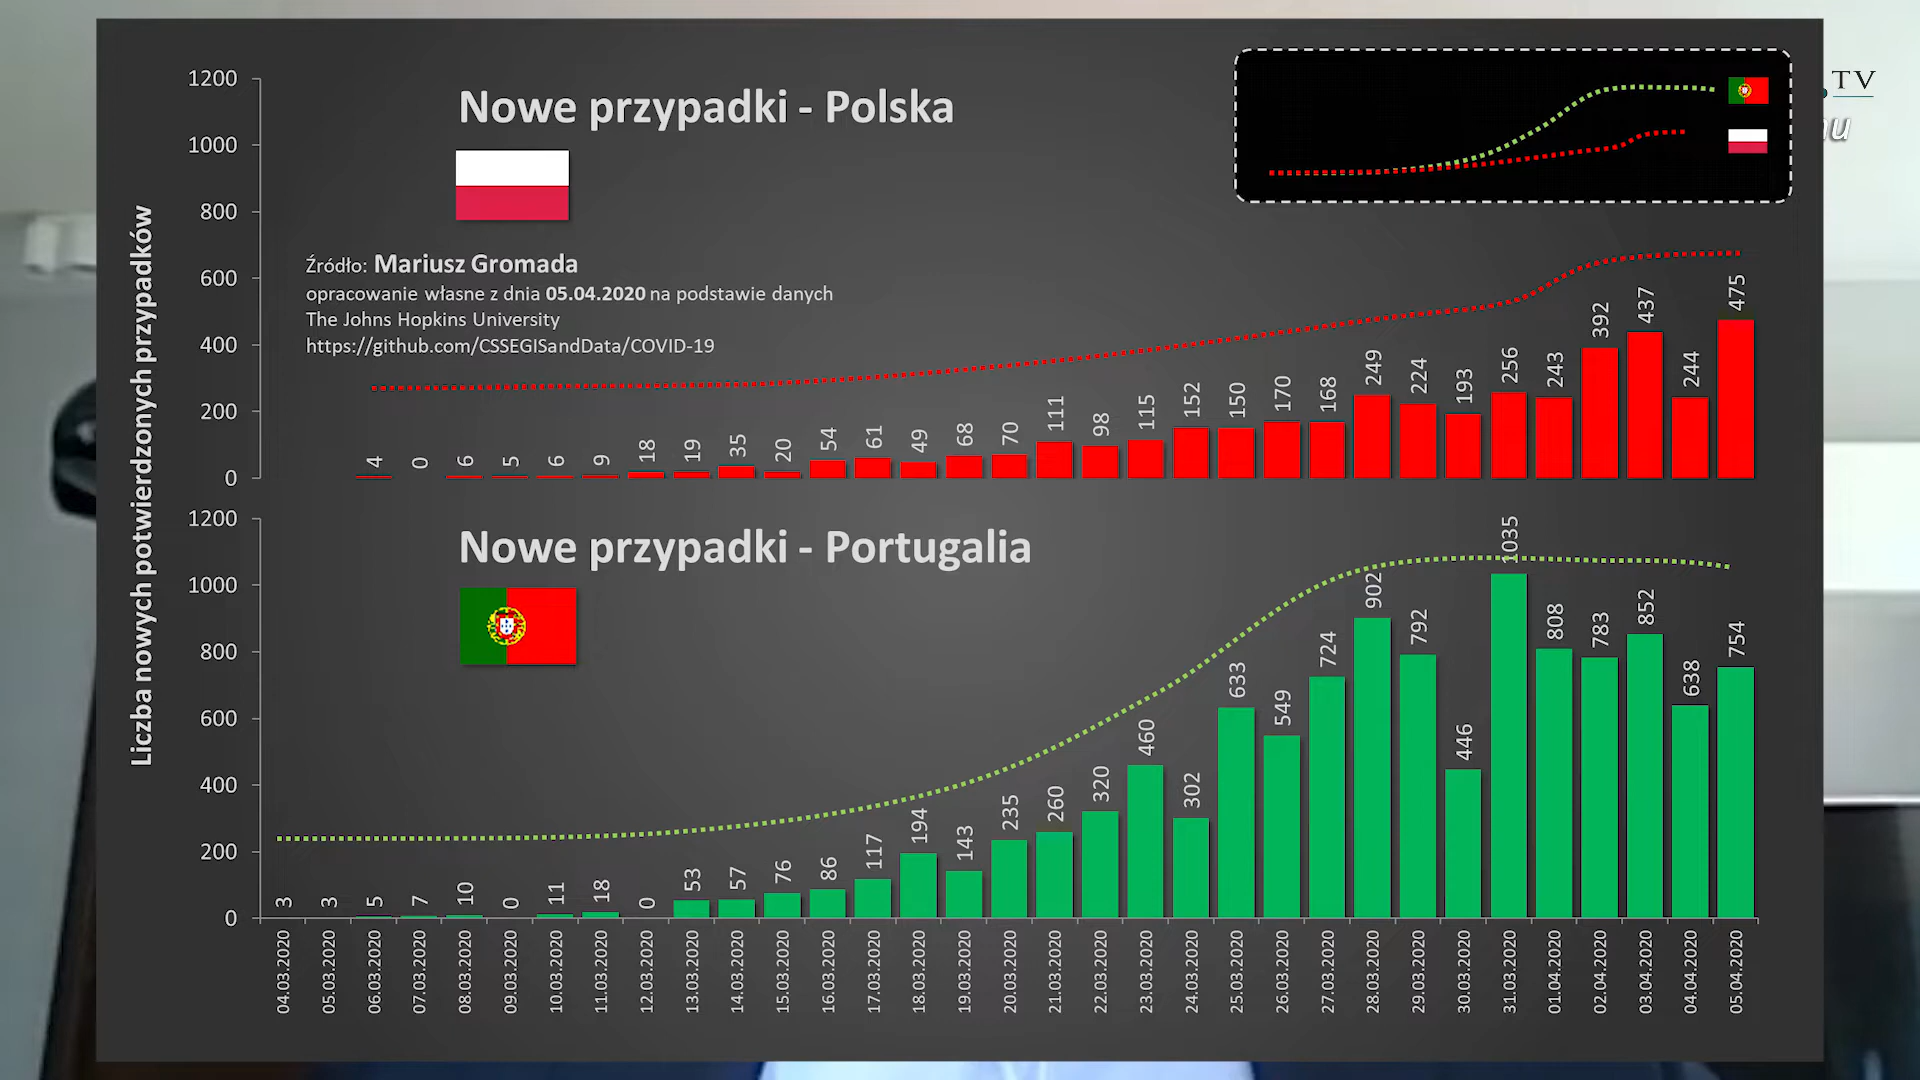 TV
mu
Liczba nowych potwierdzonych przypadków
Nowe przypadki - Polska
Źródło: Mariusz Gromada
opracowanie własne z dnia 05.04.2020 na podstawie danych
The Johns Hopkins University
https://github.com/CSSEGISandData/COVID-19
1200
1000
800
600
400
200
0
4 0 6 5 6 9 18 19 35 20 54 61 49 68 70 111 98 115 152 150 170 168 249 224 193 256 243 392 437 244 475
Nowe przypadki - Portugalia
1200
1000
800
600
400
200
0
3 3 5 7 10 0 11 18 0 53 57 76 86 117 194 143 235 260 320 460 302 633 549 724 902 792 446 1035 808 783 852 638 754
04.03.2020 05.03.2020 06.03.2020 07.03.2020 08.03.2020 09.03.2020 10.03.2020 11.03.2020 12.03.2020 13.03.2020 14.03.2020 15.03.2020 16.03.2020 17.03.2020 18.03.2020 19.03.2020 20.03.2020 21.03.2020 22.03.2020 23.03.2020 24.03.2020 25.03.2020 26.03.2020 27.03.2020 28.03.2020 29.03.2020 30.03.2020 31.03.2020 01.04.2020 02.04.2020 03.04.2020 04.04.2020 05.04.2020